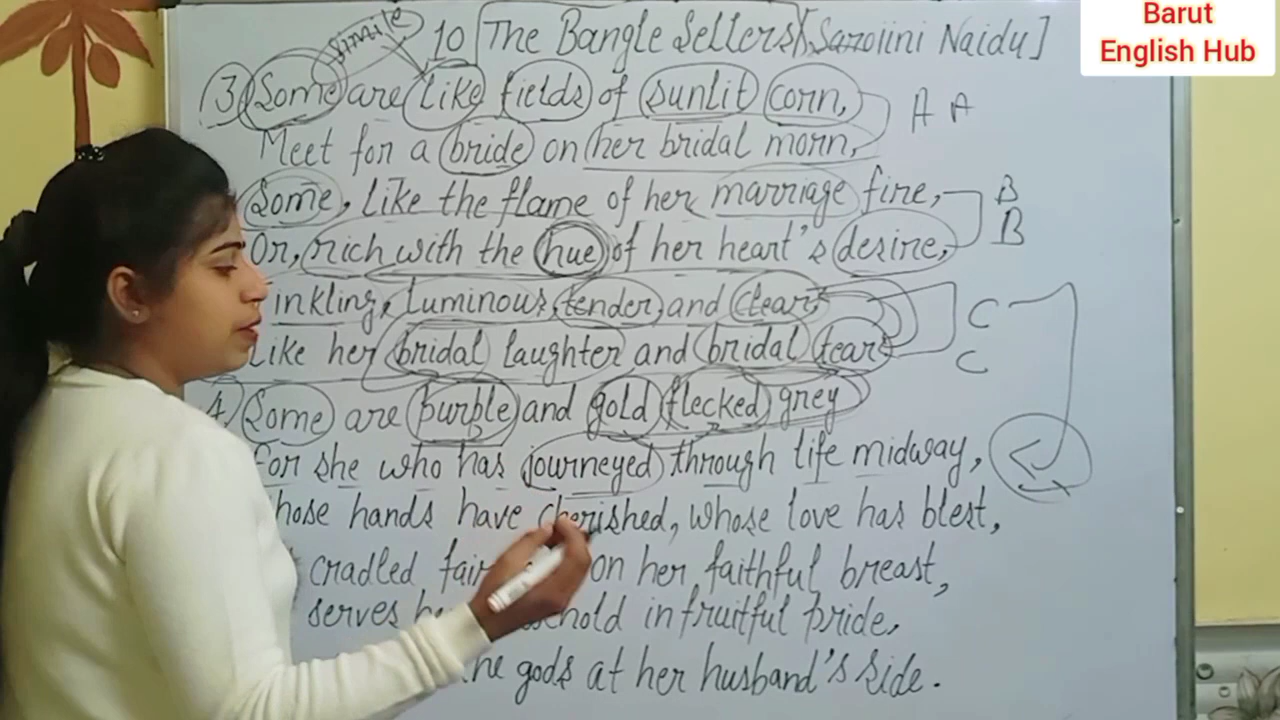 Barut
English Hub
simile
10 The Bangle Sellers [Sarojini Naidu]
3) Some are like fields of sunlit corn, A A
Meet for a bride on her bridal morn,
Some, like the flame of her marriage fire, B
Or, rich with the hue of her heart's desire, B
inkling, luminous, tender, and clear, C
Like her bridal laughter and bridal tear C
4) Some are purple and gold flecked grey
For she who has journeyed through life midway,
hose hands have cherished, whose love has blest,
cradled fair on her faithful breast,
serves hold in fruitful pride,
he gods at her husband's side.